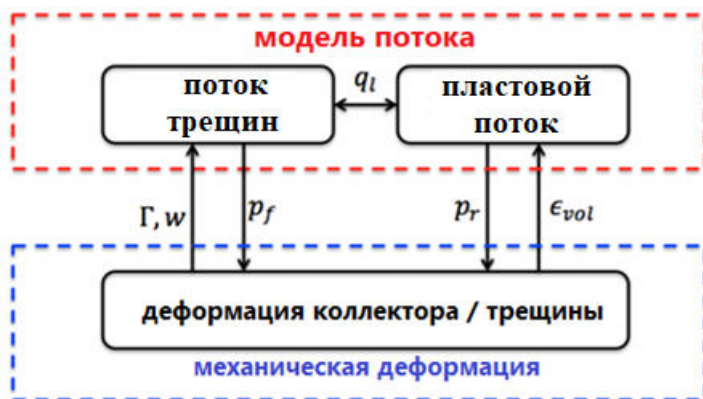 модель потока
поток
трещин
q_l
пластовой
поток
Γ, w
p_f
p_r
ϵ_vol
деформация коллектора / трещины
механическая деформация